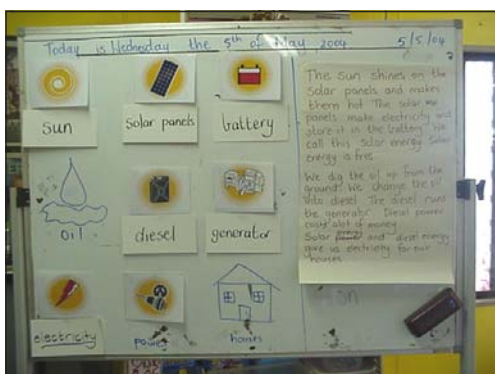 Today is Wednesday the 5th of May 2004
5/5/04
sun
Solar panels
battery
oil
diesel
generator
electricity
power
homes
The sun shines on the
solar panels and makes
them hot The solar
panels make electricity and
store it in the battery We
call this solar energy Solar
energy is free
We dig the oil up from the
ground. We change the oil
into diesel The diesel runs
the generator Diesel power
costs alot of money
Solar and diesel energy
give us electricity for our
houses